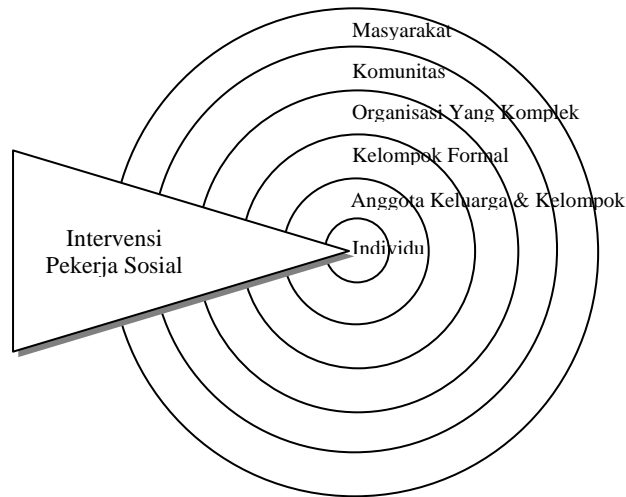 Masyarakat
Komunitas
Organisasi Yang Komplek
Kelompok Formal
Anggota Keluarga & Kelompok
Individu
Intervensi
Pekerja Sosial